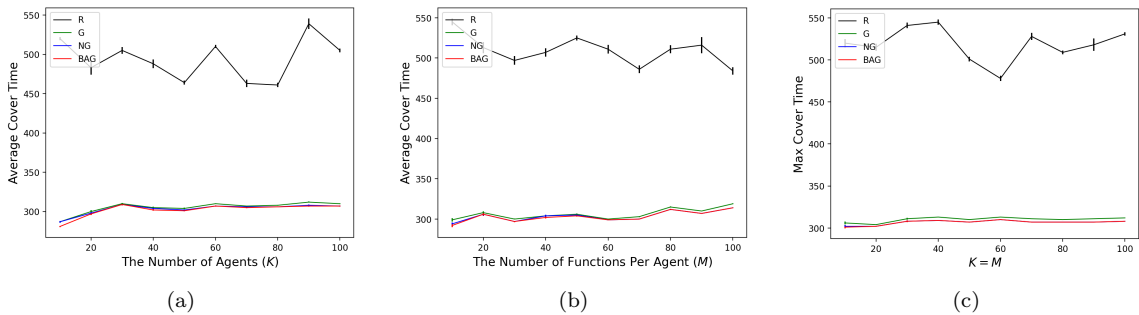 550
500
450
400
350
300
Average Cover Time
R
G
NG
BAG
20 40 60 80 100
The Number of Agents (K)
(a)
550
500
450
400
350
300
Average Cover Time
R
G
NG
BAG
20 40 60 80 100
The Number of Functions Per Agent (M)
(b)
550
500
450
400
350
300
Max Cover Time
R
G
NG
BAG
20 40 60 80 100
K = M
(c)